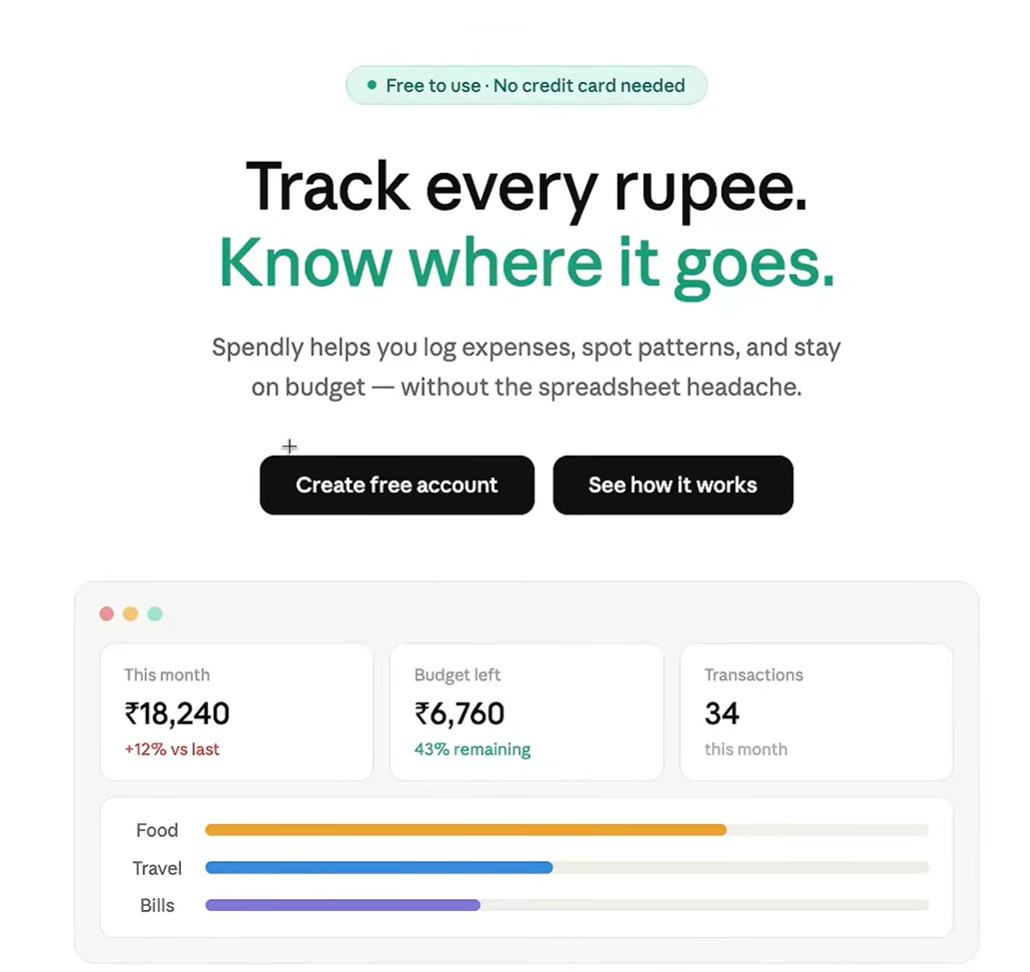 Free to use · No credit card needed
Track every rupee.
Know where it goes.
Spendly helps you log expenses, spot patterns, and stay
on budget — without the spreadsheet headache.
Create free account
See how it works
This month
₹18,240
+12% vs last
Budget left
₹6,760
43% remaining
Transactions
34
this month
Food
Travel
Bills